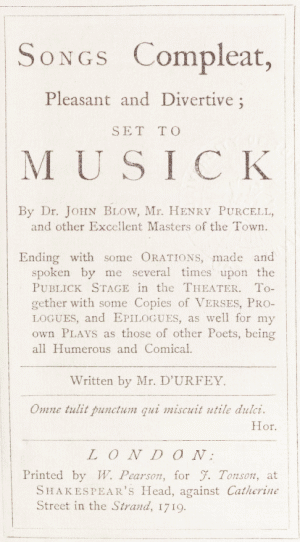 SONGS Compleat,
Pleasant and Divertive;
SET TO
MUSICK
By Dr. JOHN BLOW, Mr. HENRY PURCELL,
and other Excellent Masters of the Town.
Ending with some ORATIONS, made and
spoken by me several times upon the
PUBLICK STAGE in the THEATER. To-
gether with some Copies of VERSES, PRO-
LOGUES, and EPILOGUES, as well for my
own PLAYS as those of other Poets, being
all Humerous and Comical.
Written by Mr. D'URFEY.
Omne tulit punctum qui miscuit utile dulci.
Hor.
LONDON:
Printed by W. Pearson, for J. Tonson, at
SHAKESPEAR'S Head, against Catherine
Street in the Strand, 1719.